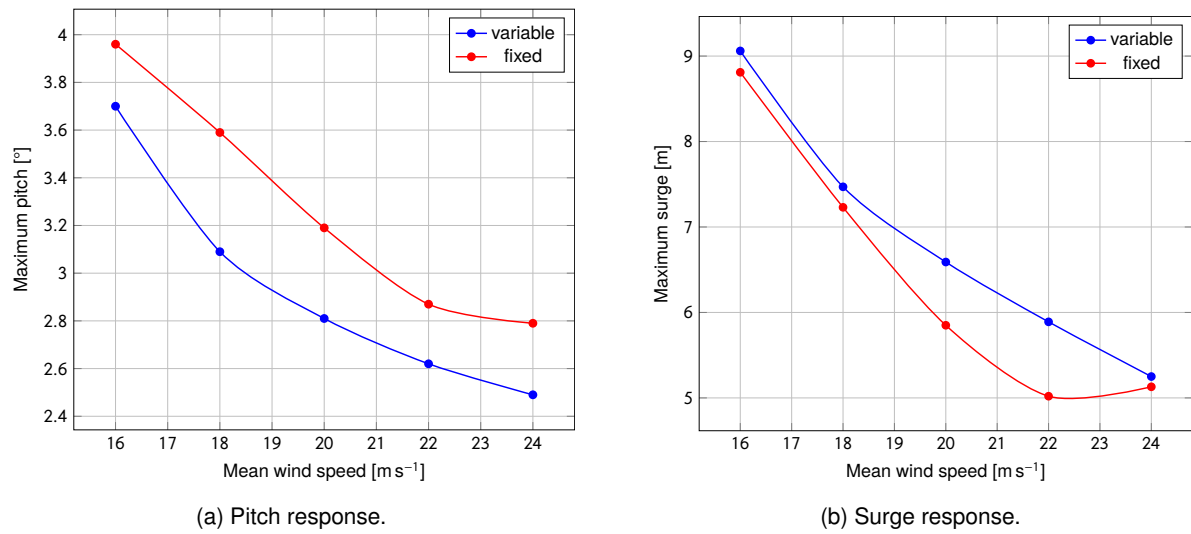 4
3.8
3.6
3.4
3.2
3
2.8
2.6
2.4
Maximum pitch [°]
variable
fixed
16 17 18 19 20 21 22 23 24
Mean wind speed [m s⁻¹]
(a) Pitch response.
9
8
7
6
5
Maximum surge [m]
variable
fixed
16 17 18 19 20 21 22 23 24
Mean wind speed [m s⁻¹]
(b) Surge response.